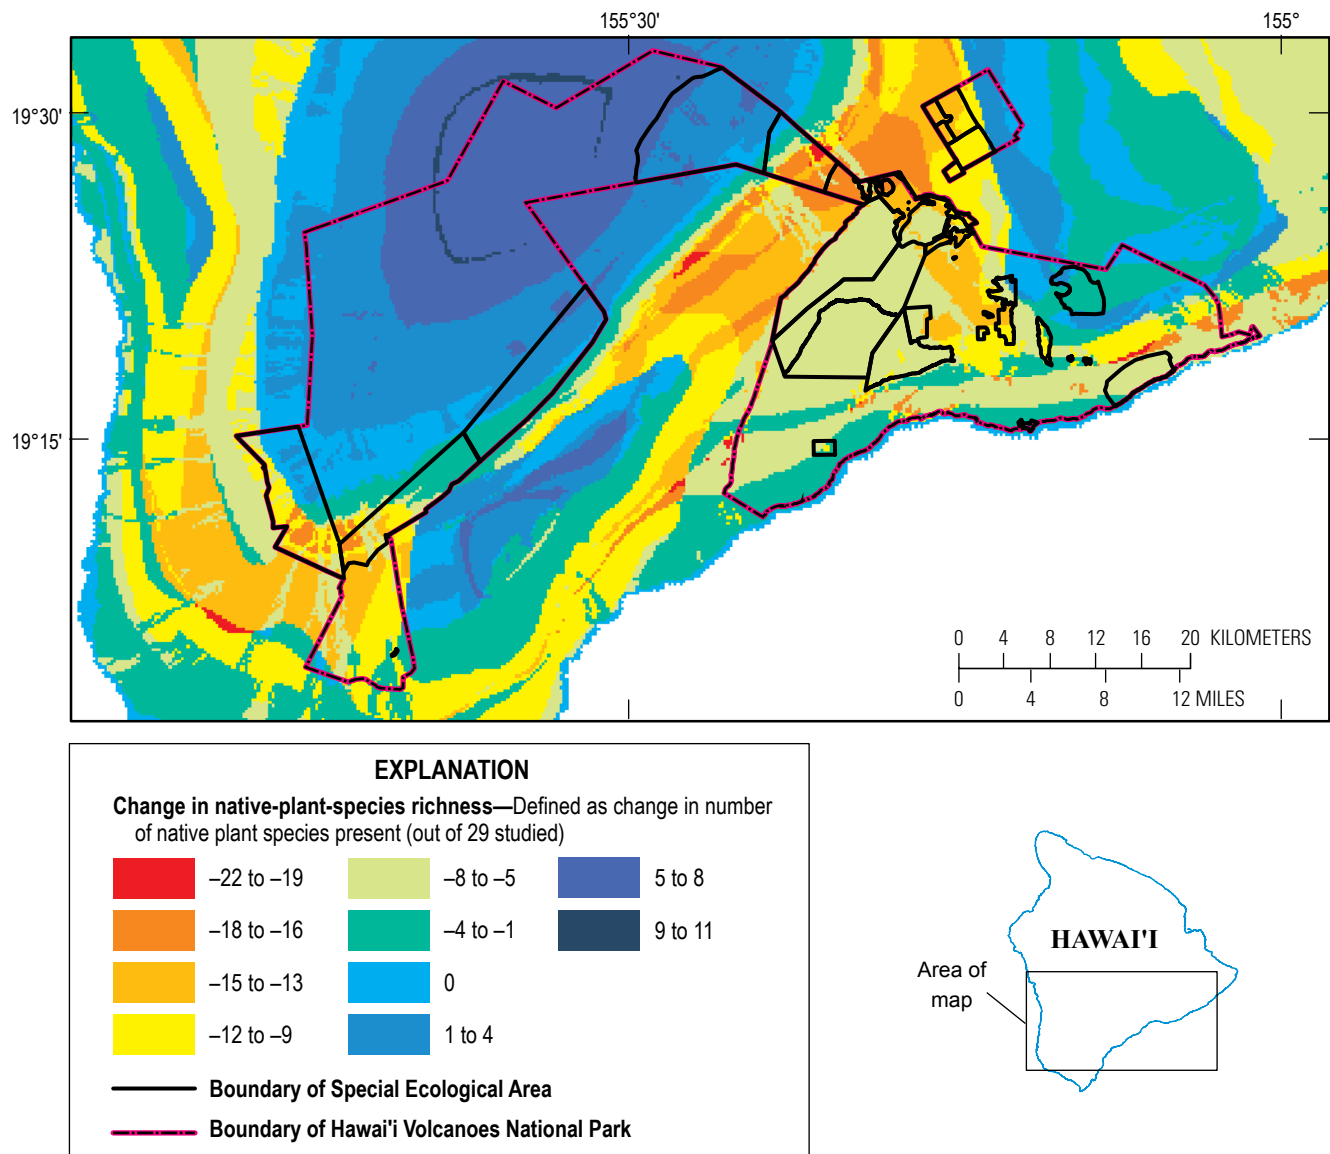 155°30'
155°
19°30'
19°15'
0 4 8 12 16 20 KILOMETERS
0 4 8 12 MILES
EXPLANATION
Change in native-plant-species richness—Defined as change in number
of native plant species present (out of 29 studied)
–22 to –19
–8 to –5
5 to 8
–18 to –16
–4 to –1
9 to 11
–15 to –13
0
–12 to –9
1 to 4
Boundary of Special Ecological Area
Boundary of Hawai'i Volcanoes National Park
HAWAI'I
Area of
map